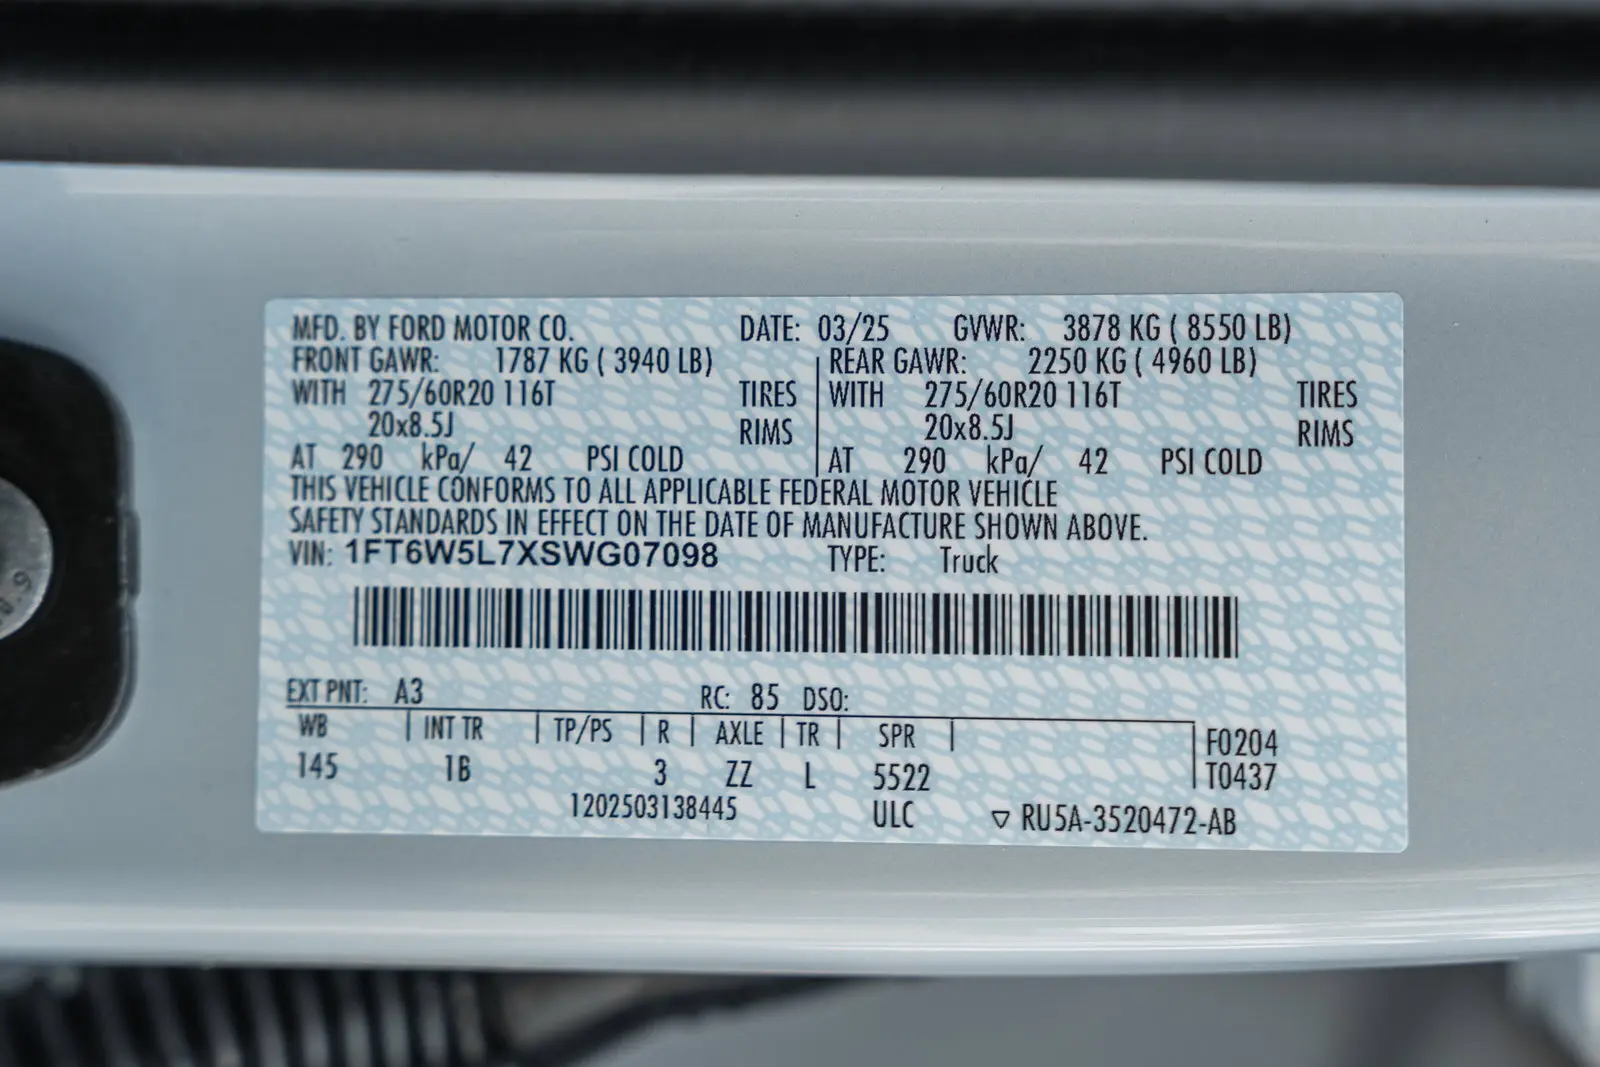 MFD. BY FORD MOTOR CO. DATE: 03/25 GVWR: 3878 KG ( 8550 LB)
FRONT GAWR: 1787 KG ( 3940 LB) REAR GAWR: 2250 KG ( 4960 LB)
WITH 275/60R20 116T TIRES WITH 275/60R20 116T TIRES
20x8.5J RIMS 20x8.5J RIMS
AT 290 kPa/ 42 PSI COLD AT 290 kPa/ 42 PSI COLD
THIS VEHICLE CONFORMS TO ALL APPLICABLE FEDERAL MOTOR VEHICLE
SAFETY STANDARDS IN EFFECT ON THE DATE OF MANUFACTURE SHOWN ABOVE.
VIN: 1FT6W5L7XSWG07098 TYPE: Truck
EXT PNT: A3 RC: 85 DSO:
WB INT TR TP/PS R AXLE TR SPR F0204
145 1B 3 ZZ L 5522 T0437
1202503138445 ULC ▽ RU5A-3520472-AB